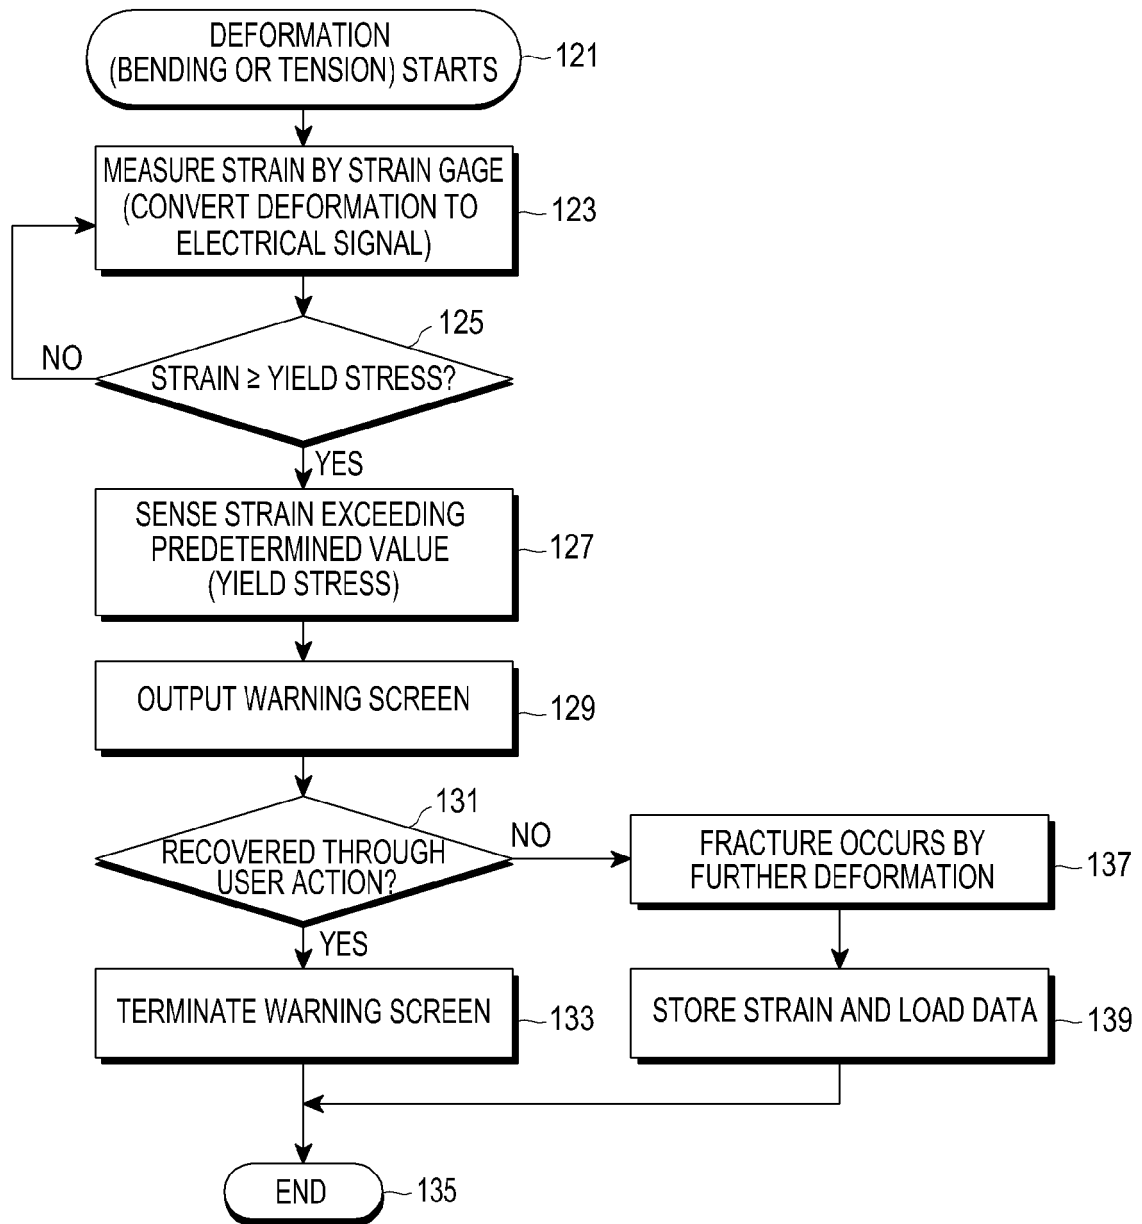 DEFORMATION
(BENDING OR TENSION) STARTS
121
MEASURE STRAIN BY STRAIN GAGE
(CONVERT DEFORMATION TO
ELECTRICAL SIGNAL)
123
125
NO
STRAIN ≥ YIELD STRESS?
YES
SENSE STRAIN EXCEEDING
PREDETERMINED VALUE
(YIELD STRESS)
127
OUTPUT WARNING SCREEN
129
131
RECOVERED THROUGH
USER ACTION?
NO
FRACTURE OCCURS BY
FURTHER DEFORMATION
137
YES
TERMINATE WARNING SCREEN
133
STORE STRAIN AND LOAD DATA
139
END
135